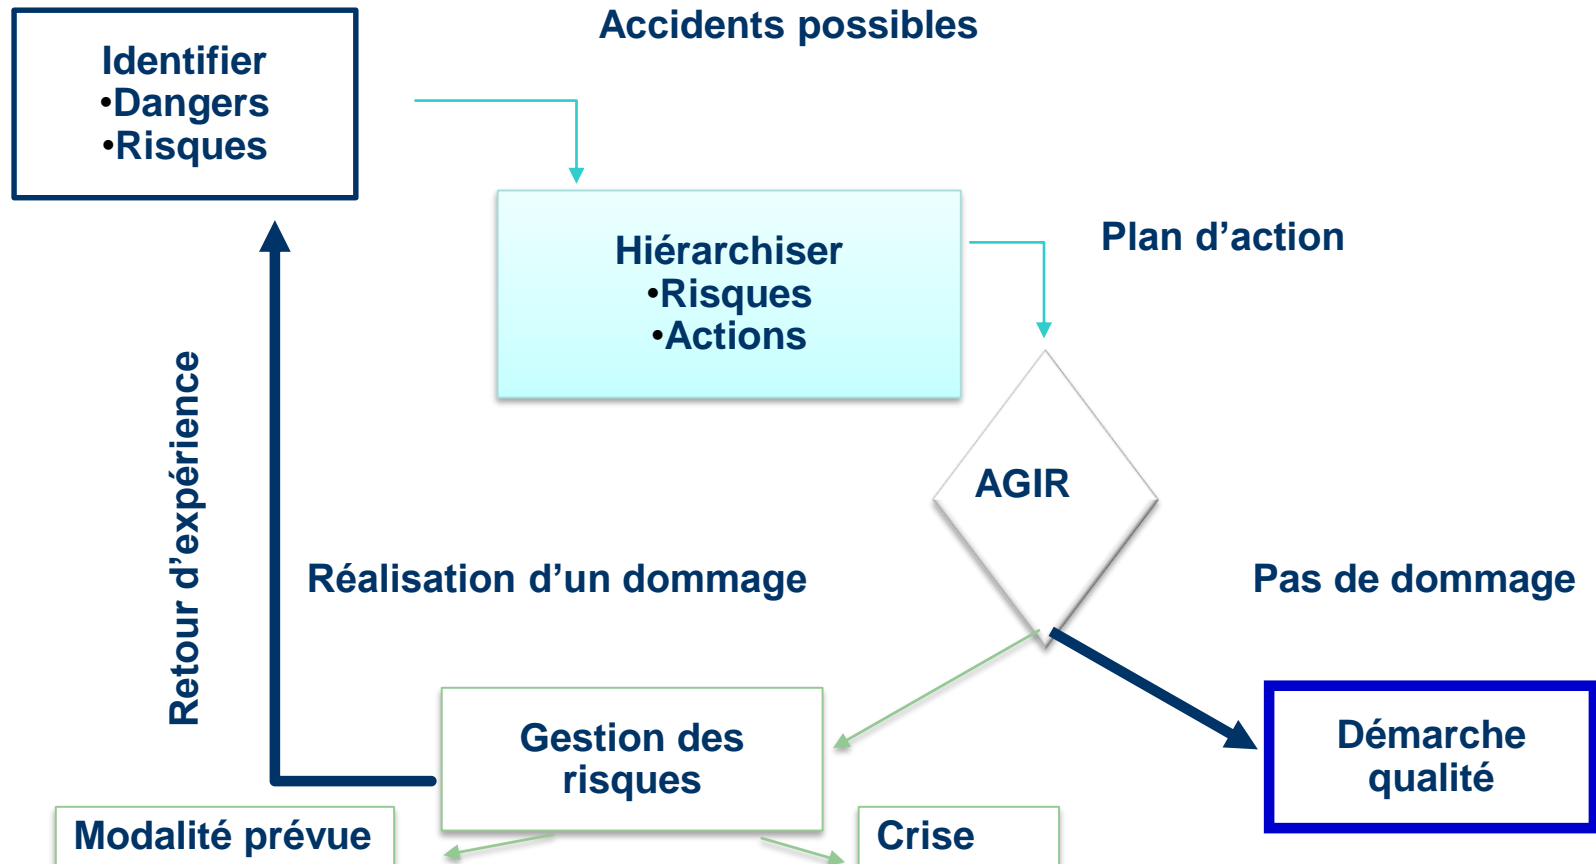 Accidents possibles
Identifier
•Dangers
•Risques
Hiérarchiser
•Risques
•Actions
Plan d’action
AGIR
Retour d’expérience
Réalisation d’un dommage
Pas de dommage
Gestion des
risques
Démarche
qualité
Modalité prévue
Crise